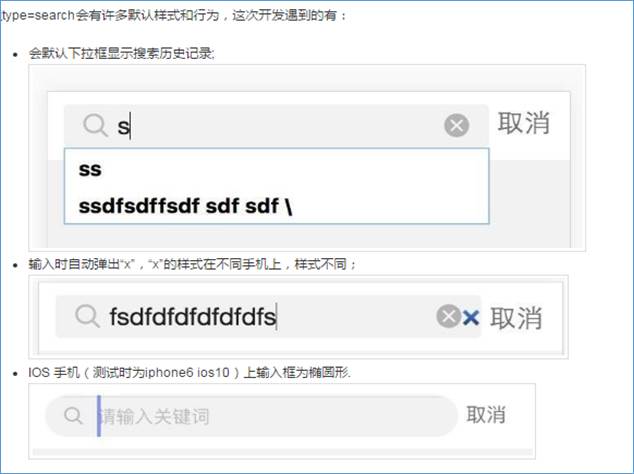 type=search会有许多默认样式和行为，这次开发遇到的有：
会默认下拉框显示搜索历史记录;
s
取消
ss
ssdfsdffsdf sdf sdf \
输入时自动弹出“x”，“x”的样式在不同手机上，样式不同；
fsdfdfdfdfdfdfs
取消
IOS 手机（测试时为iphone6 ios10）上输入框为椭圆形.
请输入关键词
取消